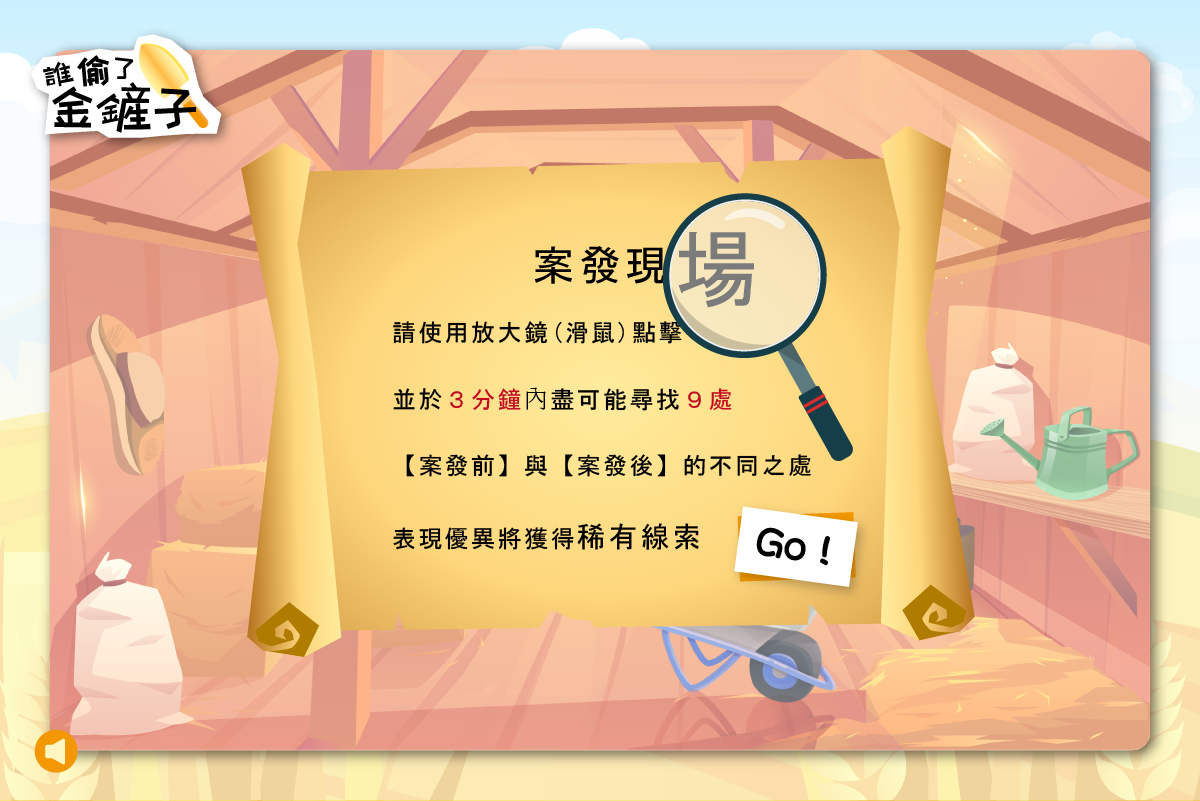 誰偷了
金鏟子
案發現場
請使用放大鏡(滑鼠)點擊
並於3分鐘內盡可能尋找9處
【案發前】與【案發後】的不同之處
表現優異將獲得稀有線索
Go!